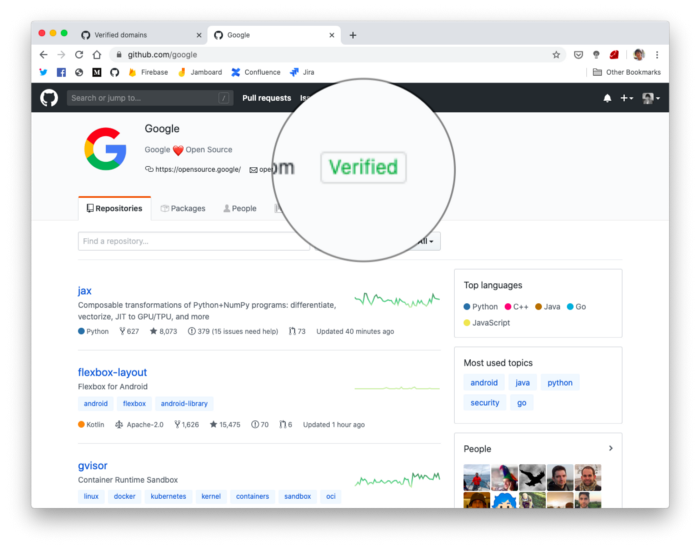 Verified domains
Google
github.com/google
Firebase
Jamboard
Confluence
Jira
Other Bookmarks
Search or jump to...
/
Pull requests
Google
Google ❤️ Open Source
https://opensource.google/
om
Verified
Repositories
Packages
People
Find a repository...
All
jax
Composable transformations of Python+NumPy programs: differentiate,
vectorize, JIT to GPU/TPU, and more
Python 627 8,073 379 (15 issues need help) 73 Updated 40 minutes ago
flexbox-layout
Flexbox for Android
android flexbox android-library
Kotlin Apache-2.0 1,626 15,475 70 6 Updated 1 hour ago
gvisor
Container Runtime Sandbox
linux docker kubernetes kernel containers sandbox oci
Top languages
Python C++ Java Go
JavaScript
Most used topics
android java python
security go
People